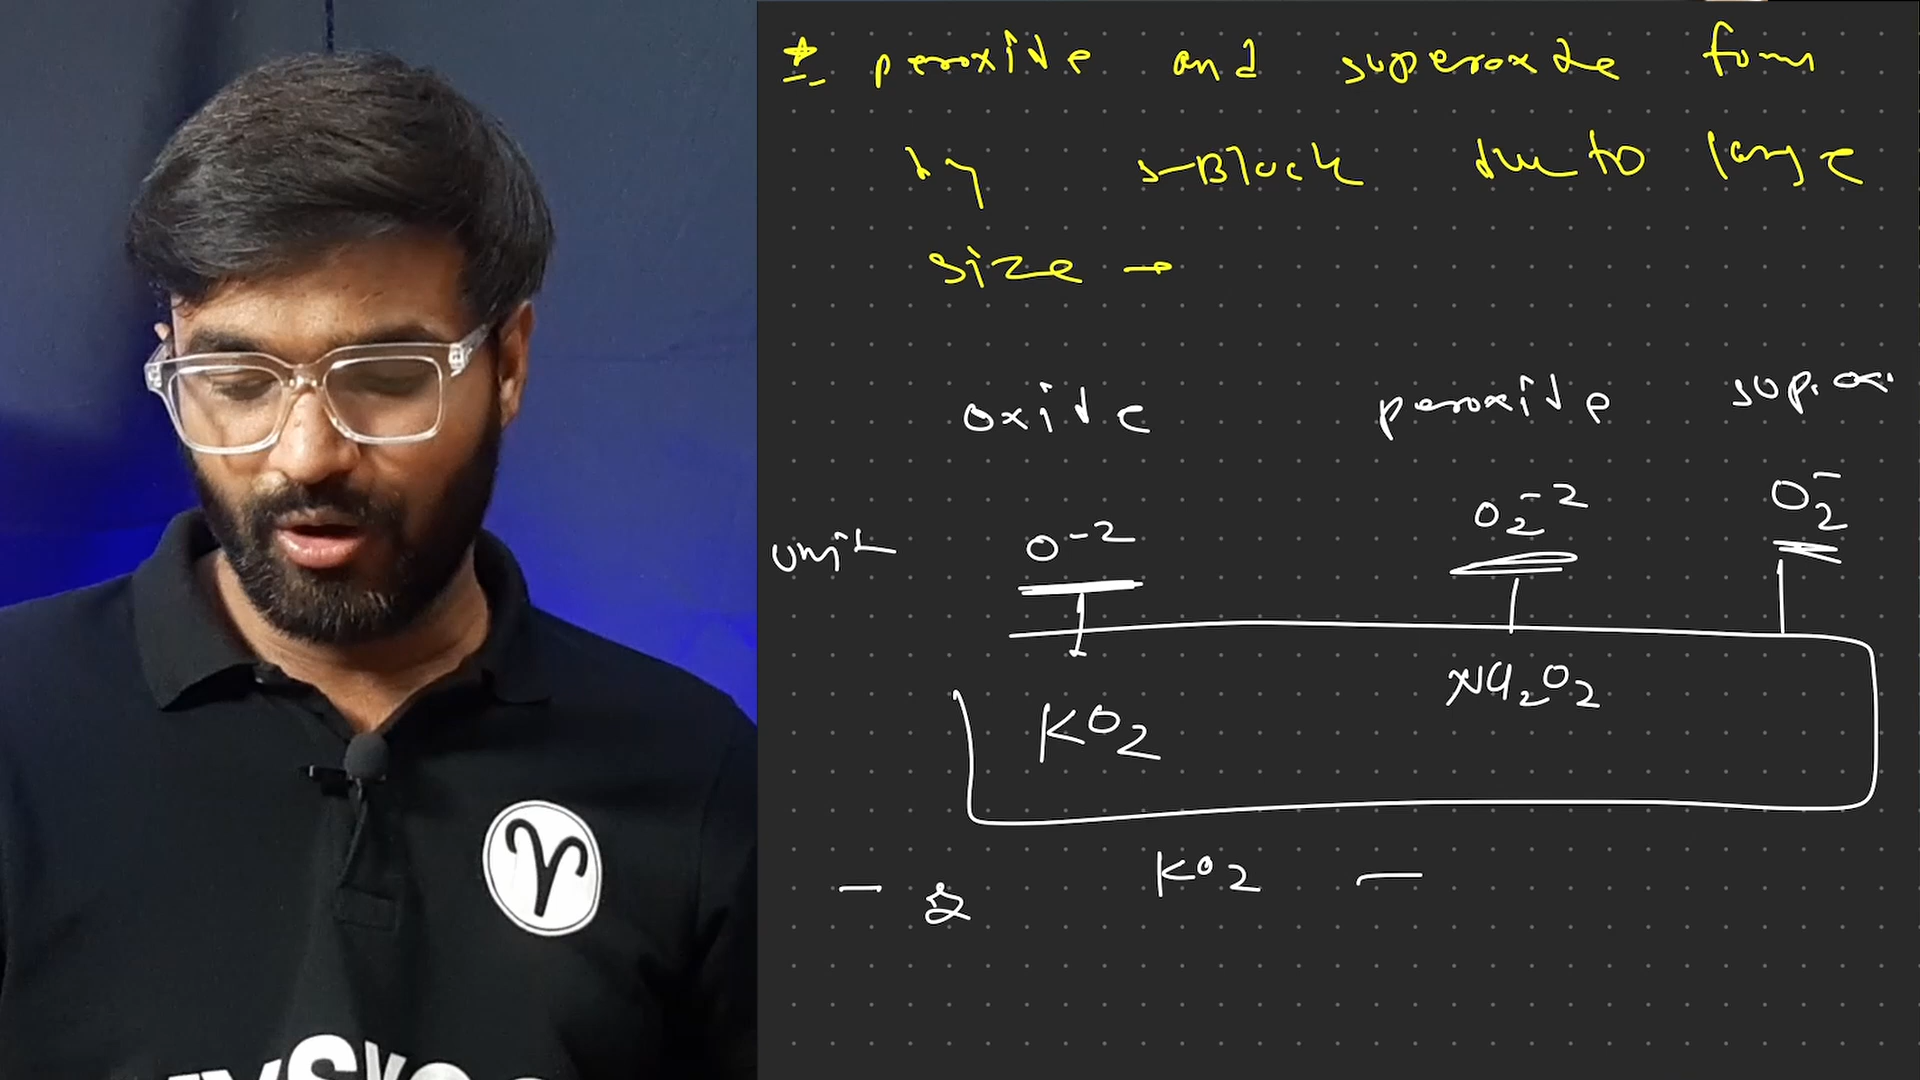 * peroxide and superoxide form
by s-Block due to large
size →
oxide peroxide sup. ox.
unit O⁻² O₂⁻² O₂⁻
KO₂ Na₂O₂
KO₂ —